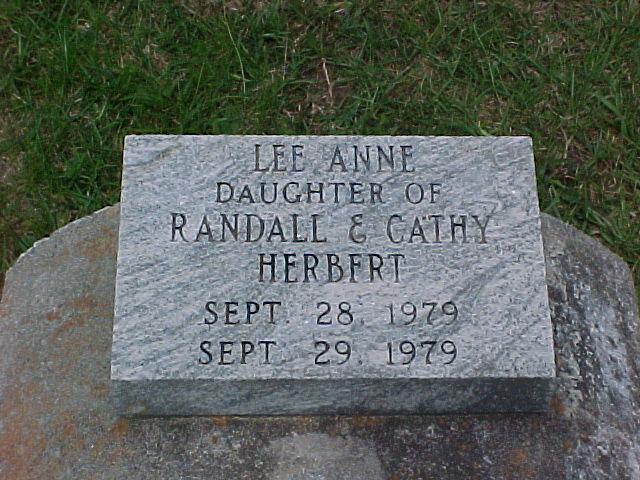 LEE ANNE
DAUGHTER OF
RANDALL & CATHY
HERBERT
SEPT. 28, 1979
SEPT. 29, 1979